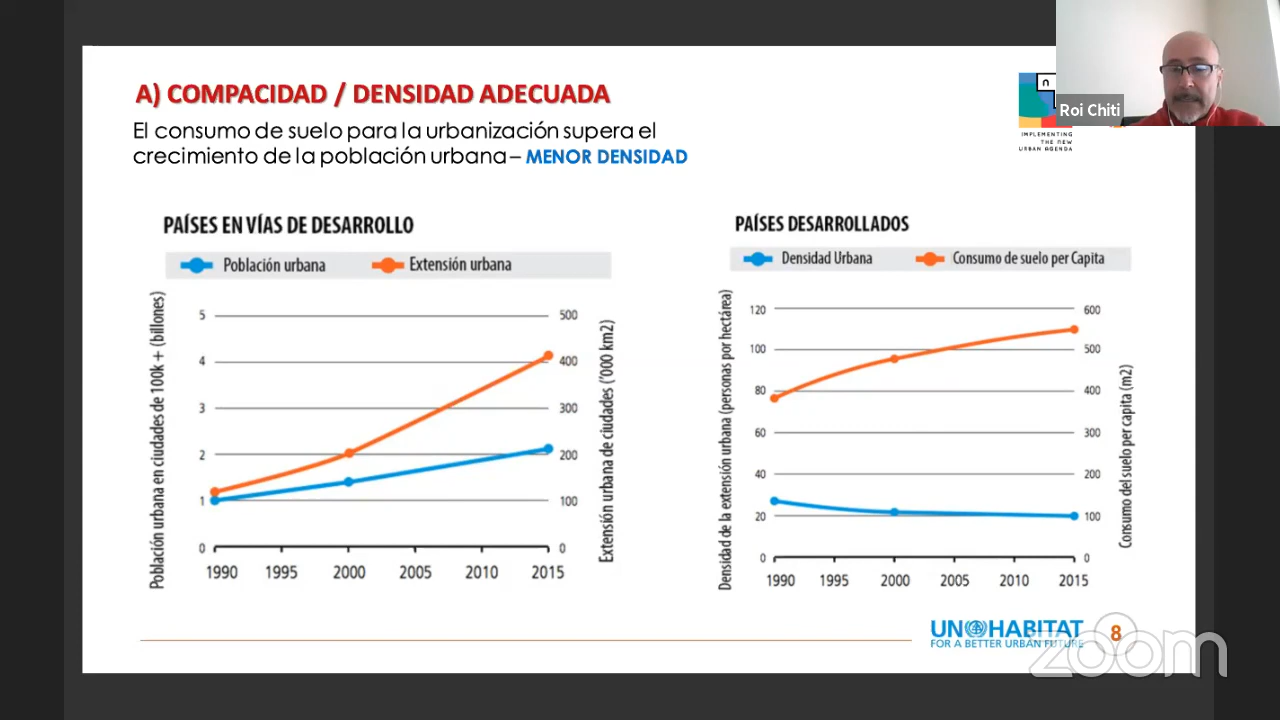 A) COMPACIDAD / DENSIDAD ADECUADA
El consumo de suelo para la urbanización supera el
crecimiento de la población urbana – MENOR DENSIDAD
n
Roi Chiti
IMPLEMENTING
THE NEW
URBAN AGENDA
PAÍSES EN VÍAS DE DESARROLLO
Población urbana
Extensión urbana
Población urbana en ciudades de 100k + (billones)
5
4
3
2
1
0
500
400
300
200
100
0
Extensión urbana de ciudades ('000 km2)
1990 1995 2000 2005 2010 2015
PAÍSES DESARROLLADOS
Densidad Urbana
Consumo de suelo per Capita
Densidad de la extensión urbana (personas por hectárea)
120
100
80
60
40
20
0
600
500
400
300
200
100
0
Consumo del suelo per capita (m2)
1990 1995 2000 2005 2010 2015
UN HABITAT
FOR A BETTER URBAN FUTURE
8
zoom